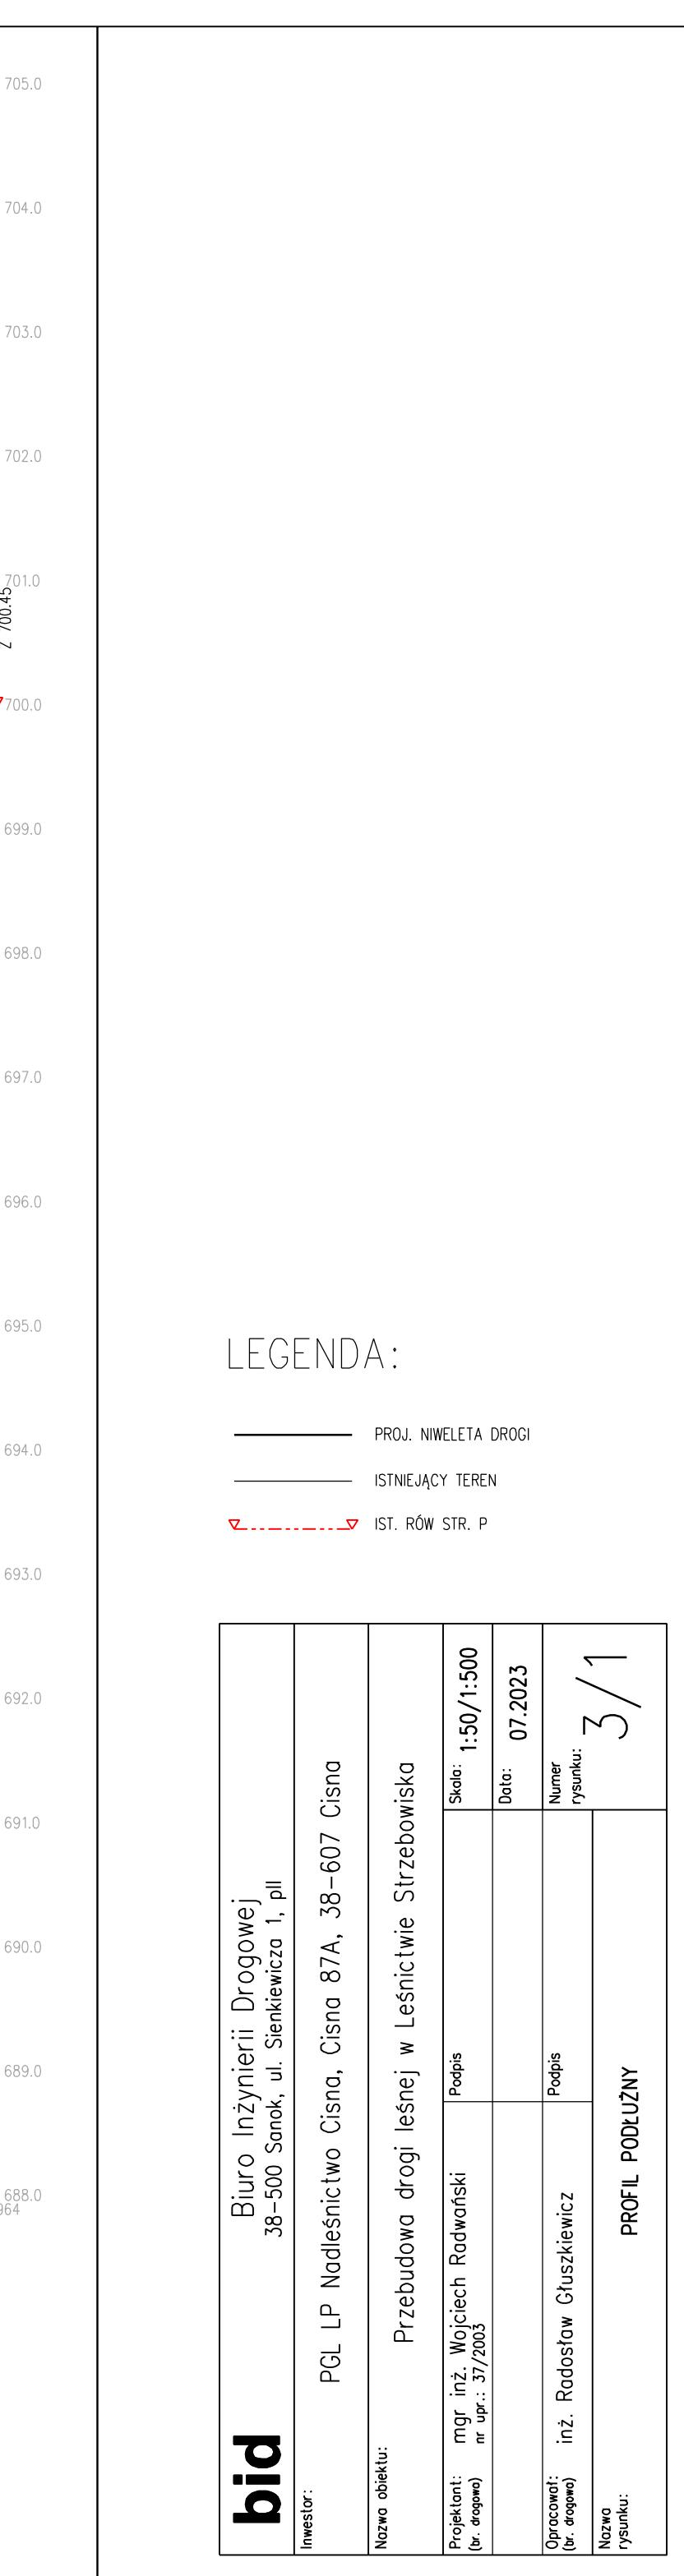 705.0
704.0
703.0
702.0
701.0
Z 700.45
700.0
699.0
698.0
697.0
696.0
695.0
694.0
693.0
692.0
691.0
690.0
689.0
688.0
964
LEGENDA:
PROJ. NIWELETA DROGI
ISTNIEJĄCY TEREN
IST. RÓW STR. P
bid
Biuro Inżynierii Drogowej
38-500 Sanok, ul. Sienkiewicza 1, pII
Inwestor:
PGL LP Nadleśnictwo Cisna, Cisna 87A, 38-607 Cisna
Nazwa obiektu:
Przebudowa drogi leśnej w Leśnictwie Strzebowiska
Projektant:
(br. drogowa)
mgr inż. Wojciech Radwański
nr upr.: 37/2003
Podpis
Skala:
1:50/1:500
Data:
07.2023
Opracował:
(br. drogowa)
inż. Radosław Głuszkiewicz
Podpis
Numer
rysunku:
3/1
Nazwa
rysunku:
PROFIL PODŁUŻNY